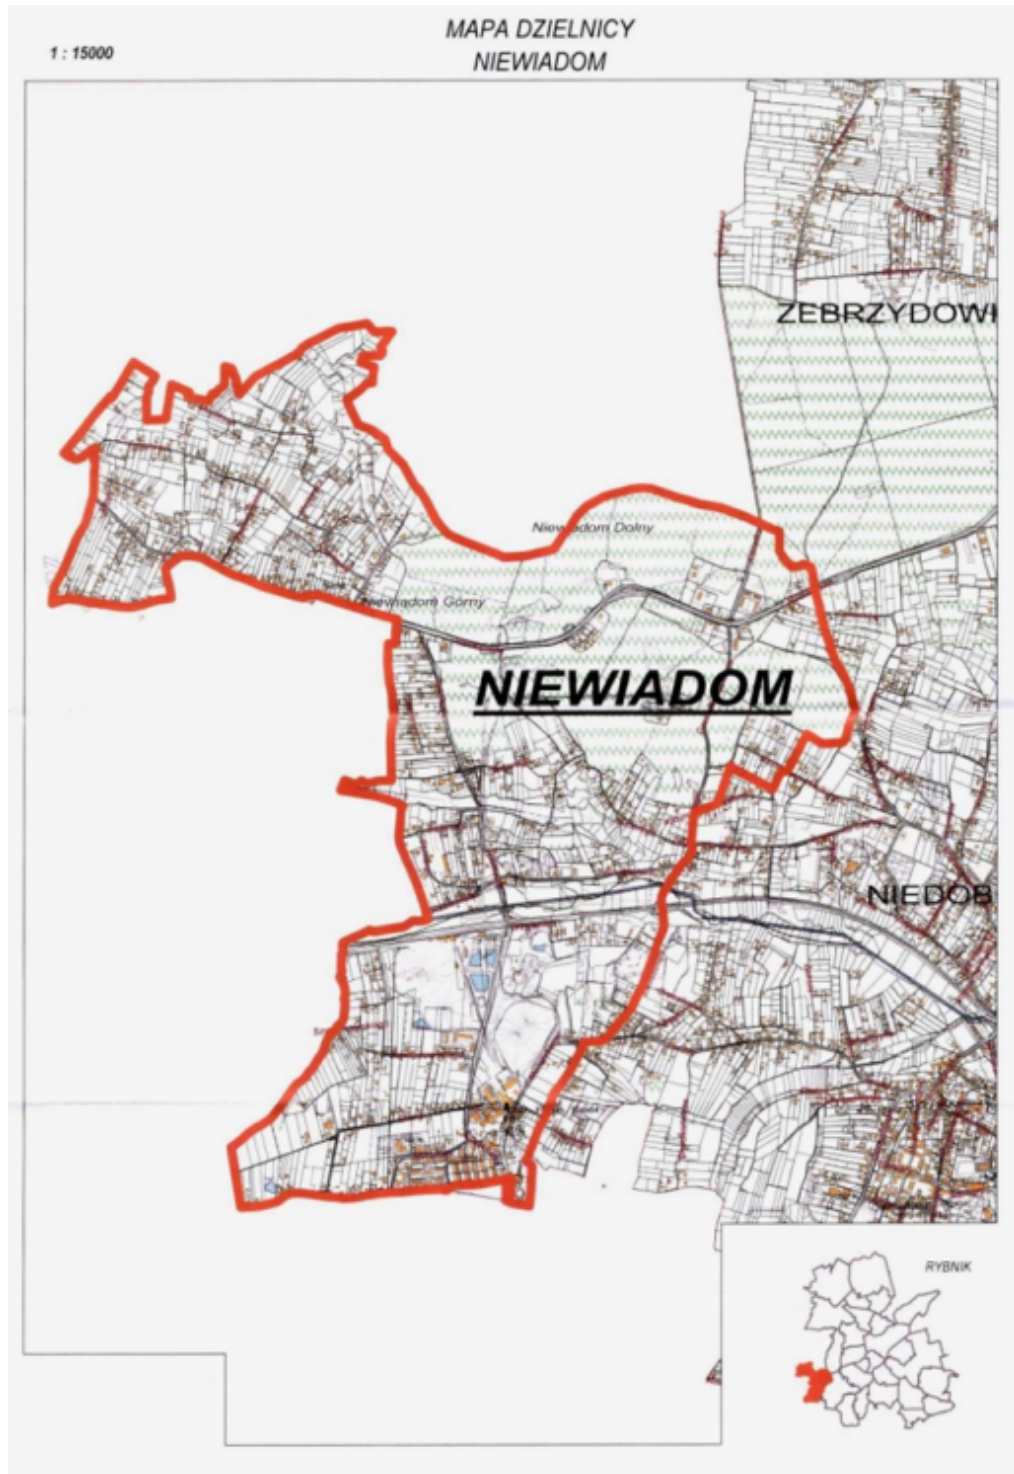 MAPA DZIELNICY
1 : 15000
NIEWIADOM
ZEBRZYDOWI
Niewiadom Dolny
Niewiadom Górny
NIEWIADOM
NIEDOB
RYBNIK